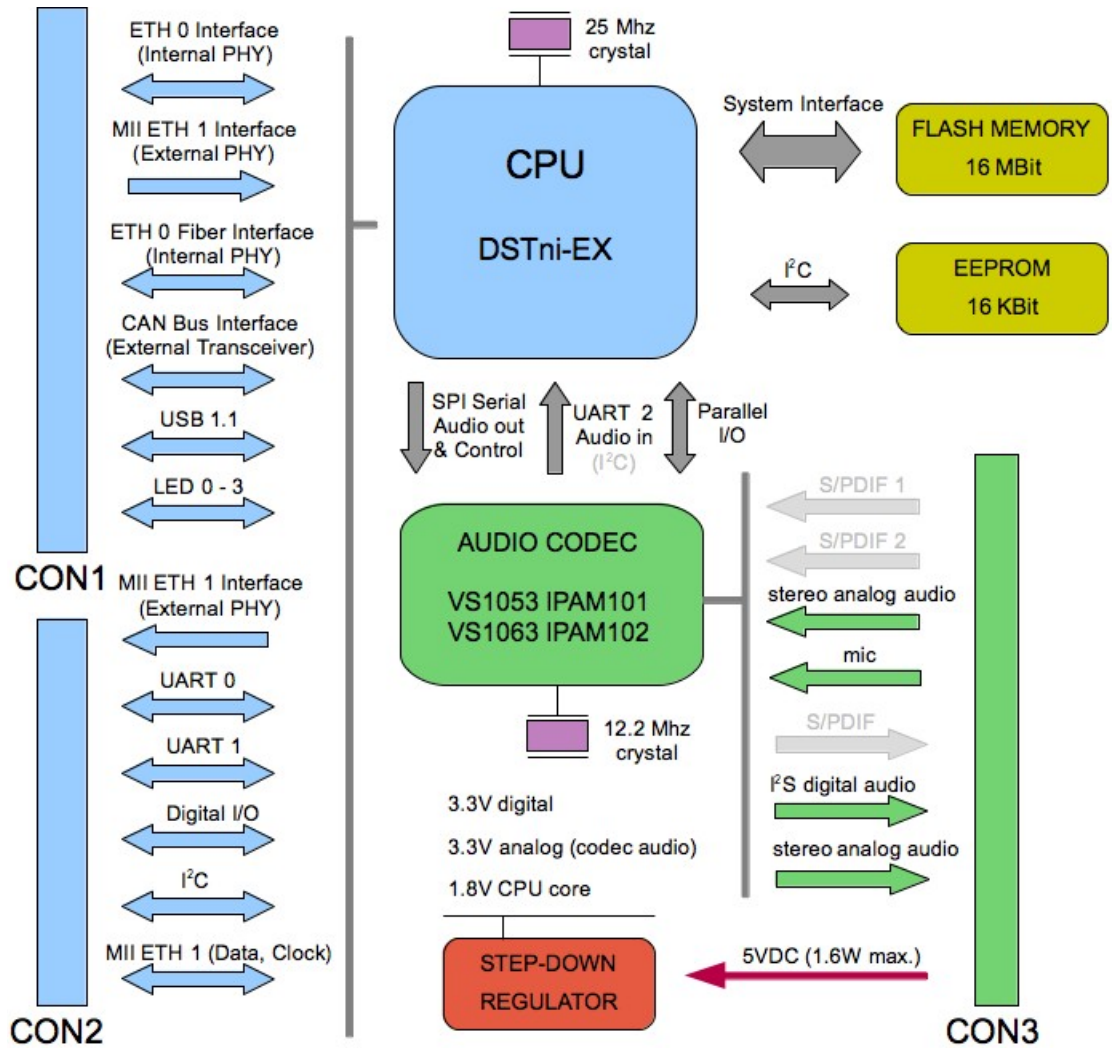 ETH 0 Interface
(Internal PHY)
MII ETH 1 Interface
(External PHY)
ETH 0 Fiber Interface
(Internal PHY)
CAN Bus Interface
(External Transceiver)
USB 1.1
LED 0 - 3
CON1
MII ETH 1 Interface
(External PHY)
UART 0
UART 1
Digital I/O
I²C
MII ETH 1 (Data, Clock)
CON2
25 Mhz
crystal
CPU
DSTni-EX
System Interface
FLASH MEMORY
16 MBit
I²C
EEPROM
16 KBit
SPI Serial
Audio out
& Control
UART 2
Audio in
(I²C)
Parallel
I/O
AUDIO CODEC
VS1053 IPAM101
VS1063 IPAM102
12.2 Mhz
crystal
S/PDIF 1
S/PDIF 2
stereo analog audio
mic
S/PDIF
I²S digital audio
stereo analog audio
3.3V digital
3.3V analog (codec audio)
1.8V CPU core
STEP-DOWN
REGULATOR
5VDC (1.6W max.)
CON3